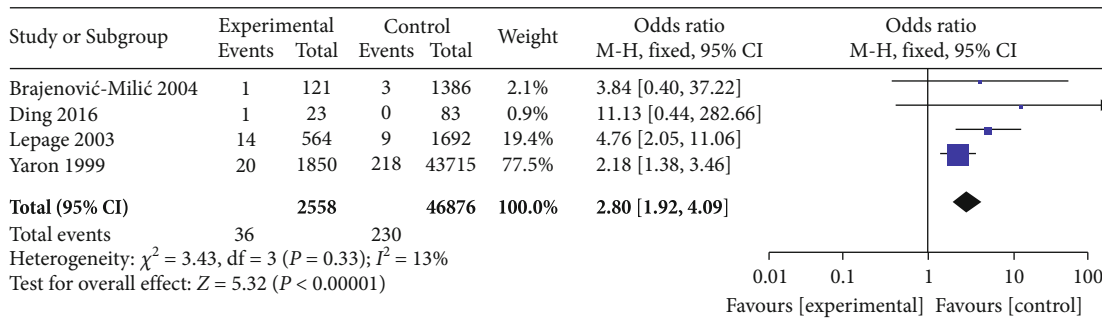 Study or Subgroup Experimental Control Weight Odds ratio Odds ratio
Events Total Events Total M-H, fixed, 95% CI M-H, fixed, 95% CI
Brajenović-Milić 2004 1 121 3 1386 2.1% 3.84 [0.40, 37.22]
Ding 2016 1 23 0 83 0.9% 11.13 [0.44, 282.66]
Lepage 2003 14 564 9 1692 19.4% 4.76 [2.05, 11.06]
Yaron 1999 20 1850 218 43715 77.5% 2.18 [1.38, 3.46]
Total (95% CI) 2558 46876 100.0% 2.80 [1.92, 4.09]
Total events 36 230
Heterogeneity: χ² = 3.43, df = 3 (P = 0.33); I² = 13%
Test for overall effect: Z = 5.32 (P < 0.00001)
0.01 0.1 1 10 100
Favours [experimental] Favours [control]